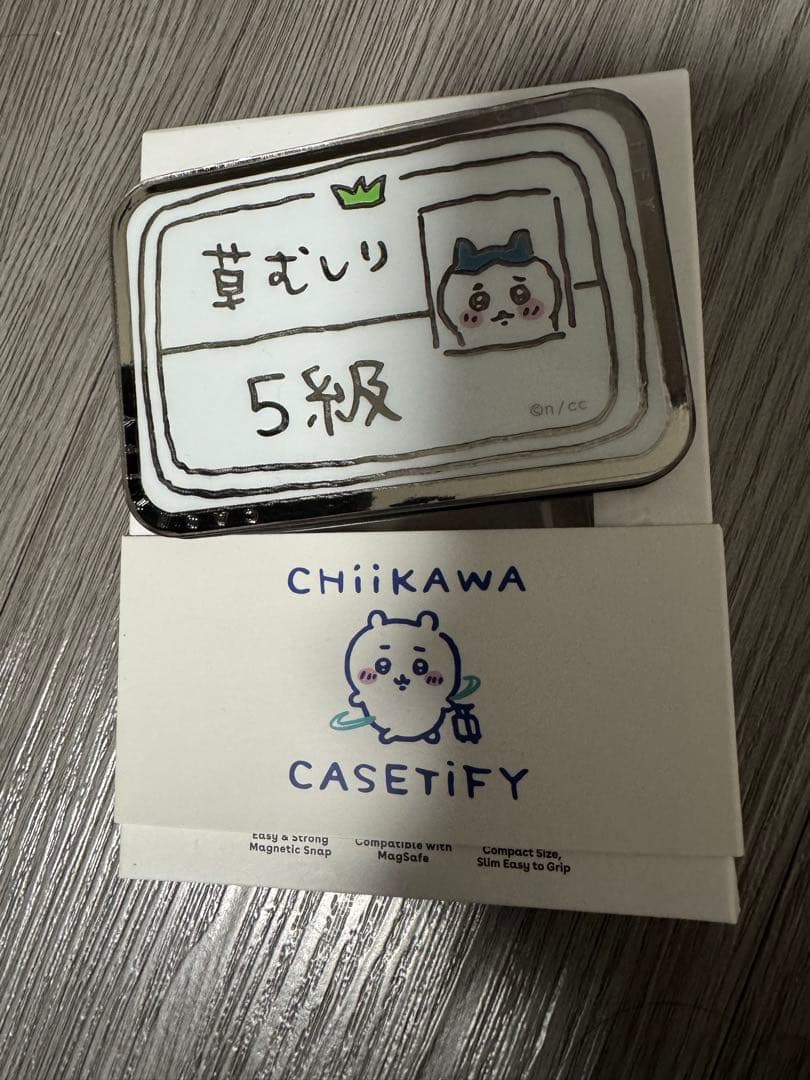 草むしり
5級
©n/cc
CHiiKAWA
CASETiFY
Easy & Strong
Magnetic Snap
Compatible with
MagSafe
Compact Size,
Slim Easy to Grip